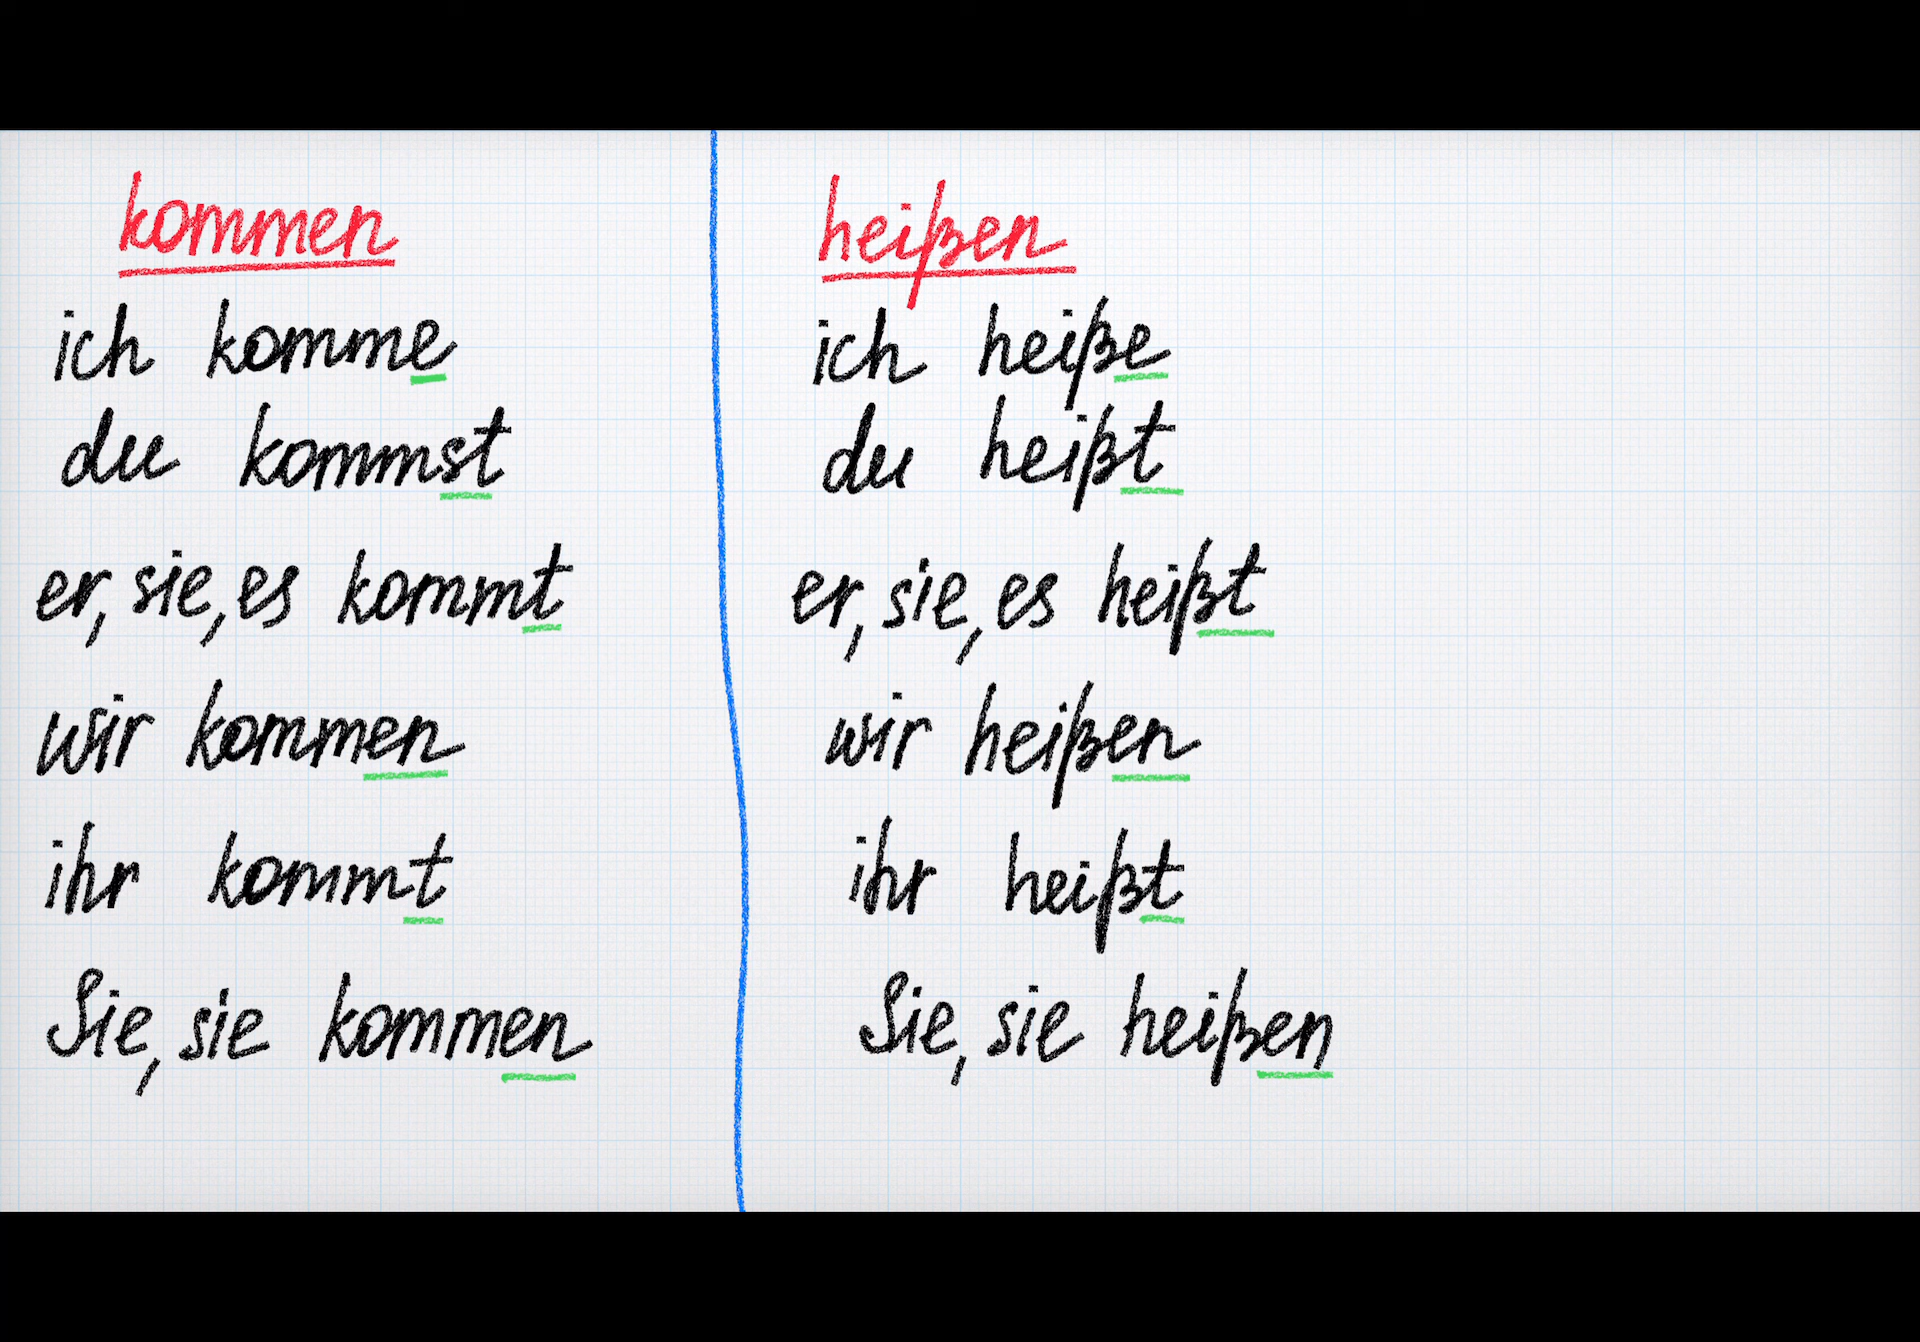 kommen
ich komme
du kommst
er, sie, es kommt
wir kommen
ihr kommt
Sie, sie kommen
heißen
ich heiße
du heißt
er, sie, es heißt
wir heißen
ihr heißt
Sie, sie heißen